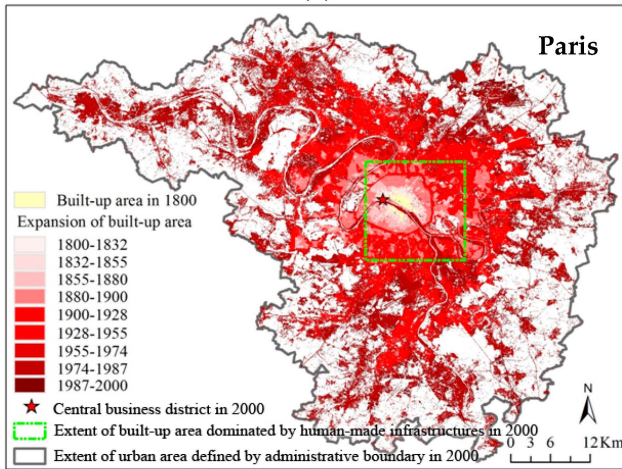 Paris
Built-up area in 1800
Expansion of built-up area
1800-1832
1832-1855
1855-1880
1880-1900
1900-1928
1928-1955
1955-1974
1974-1987
1987-2000
Central business district in 2000
Extent of built-up area dominated by human-made infrastructures in 2000
Extent of urban area defined by administrative boundary in 2000
N
0 3 6 12 Km